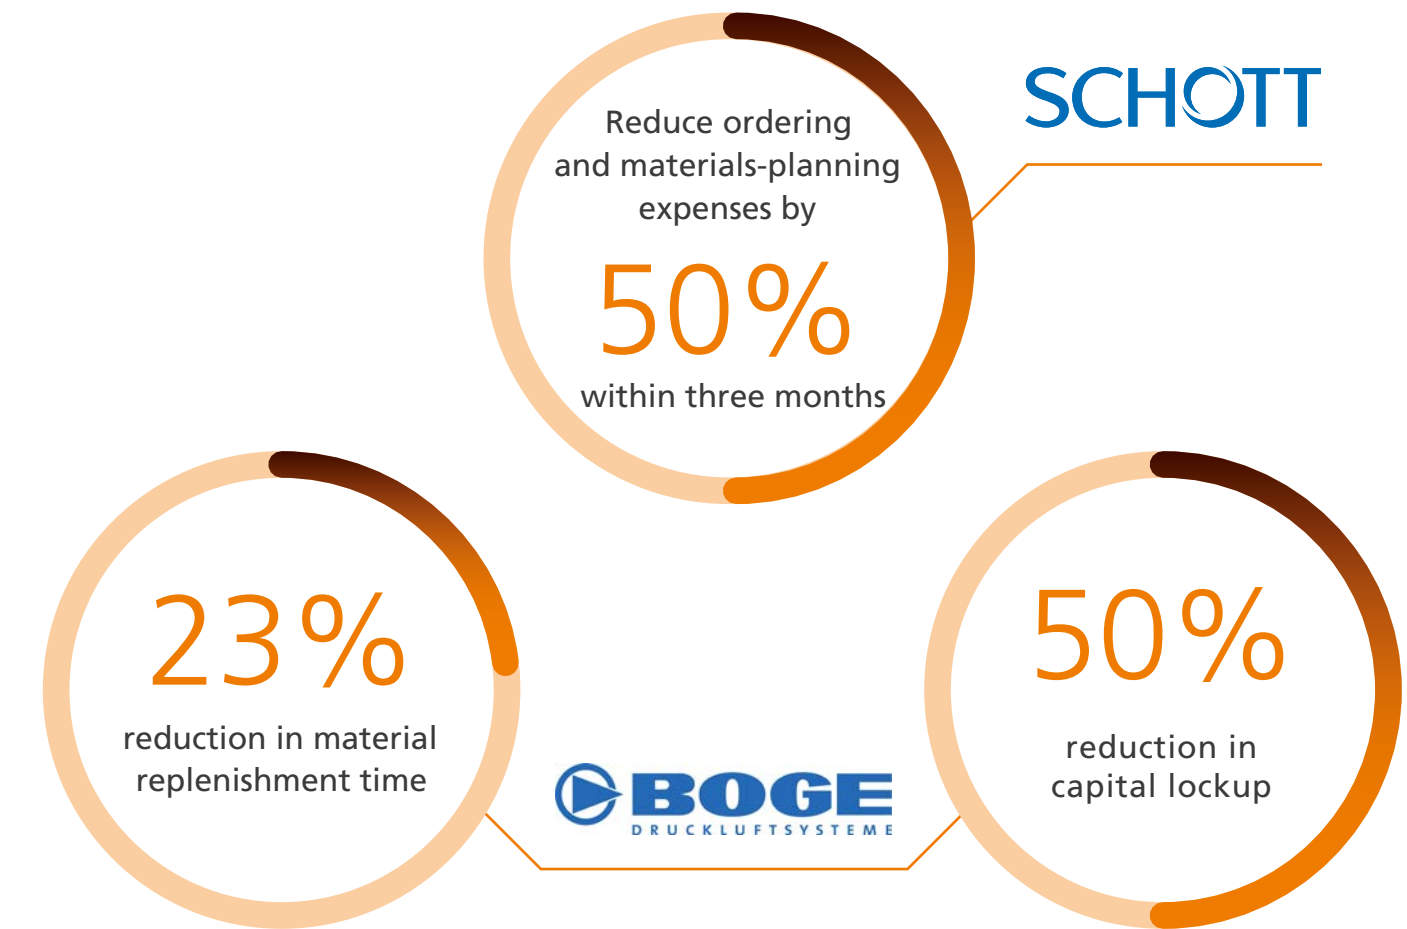 Reduce ordering
and materials-planning
expenses by
50%
within three months
SCHOTT
23%
reduction in material
replenishment time
BOGE
DRUCKLUFTSYSTEME
50%
reduction in
capital lockup